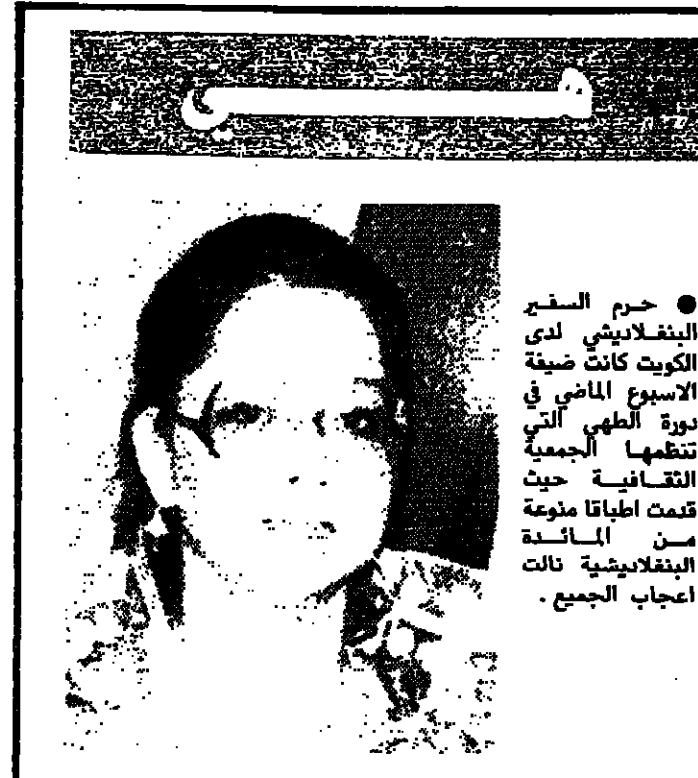 ● حرم السفير
البنغلاديشي لدى
الكويت كانت ضيفة
الاسبوع الماضي في
دورة الطهي التي
تنظمها الجمعية
الثقافية حيث
قدمت اطباقا منوعة
من المائدة
البنغلاديشية نالت
اعجاب الجميع .